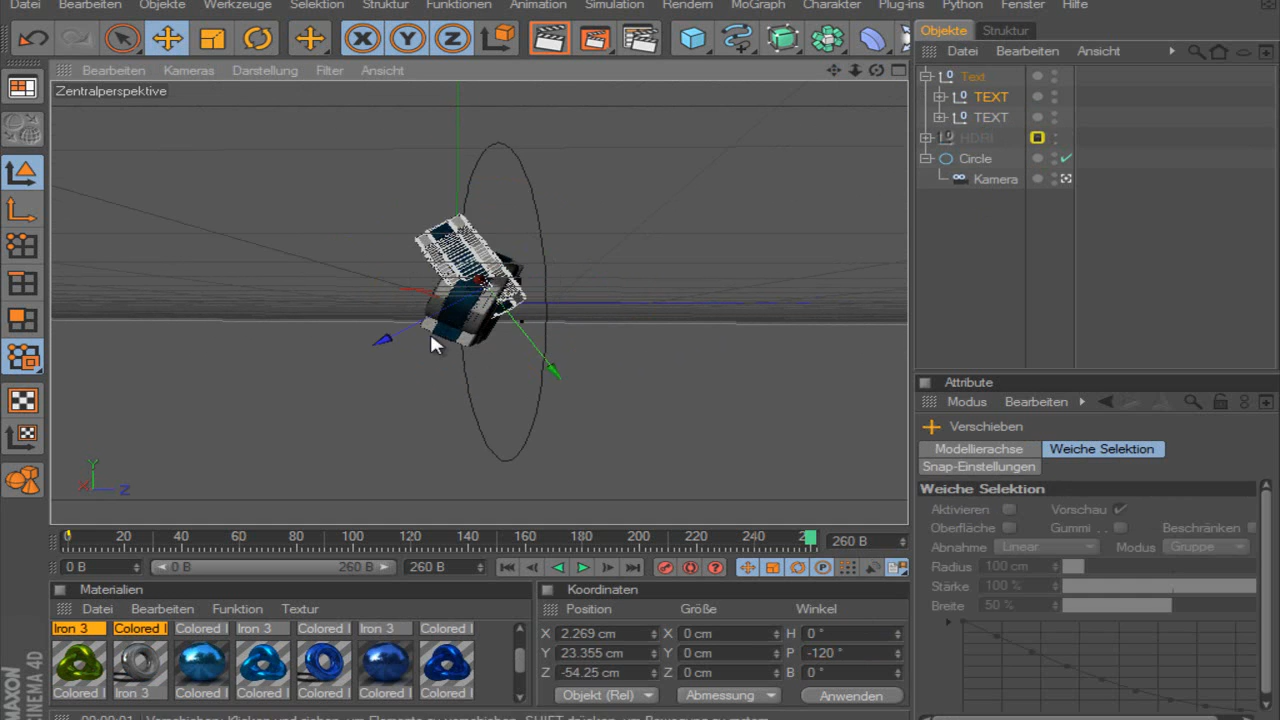 Datei Bearbeiten Objekte Werkzeuge Selektion Struktur Funktionen Animation Simulation Rendern MoGraph Charakter Plug-ins Python Fenster Hilfe
X Y Z
Objekte Struktur
Datei Bearbeiten Ansicht
Bearbeiten Kameras Darstellung Filter Ansicht
Zentralperspektive
Text
TEXT
TEXT
HDRI
Circle
Kamera
Attribute
Modus Bearbeiten
Verschieben
Modellierachse Weiche Selektion
Snap-Einstellungen
Weiche Selektion
Aktivieren Vorschau
Oberfläche Gummi . . Beschränken
Abnahme Linear Modus Gruppe
Radius 100 cm
Stärke. 100 %
Breite 50 %
Y
X Z
0 20 40 60 80 100 120 140 160 180 200 220 240 260 B
0 B 0 B 260 B 260 B
Materialien
Datei Bearbeiten Funktion Textur
Iron 3 Colored I Colored I Iron 3 Colored I Iron 3 Colored I
Colored I Iron 3 Colored I Colored I Colored I Colored I Colored I
Koordinaten
Position Größe Winkel
X 2.269 cm X 0 cm H 0 °
Y 23.355 cm Y 0 cm P -120 °
Z -54.25 cm Z 0 cm B 0 °
Objekt (Rel) Abmessung Anwenden
MAXON
CINEMA 4D